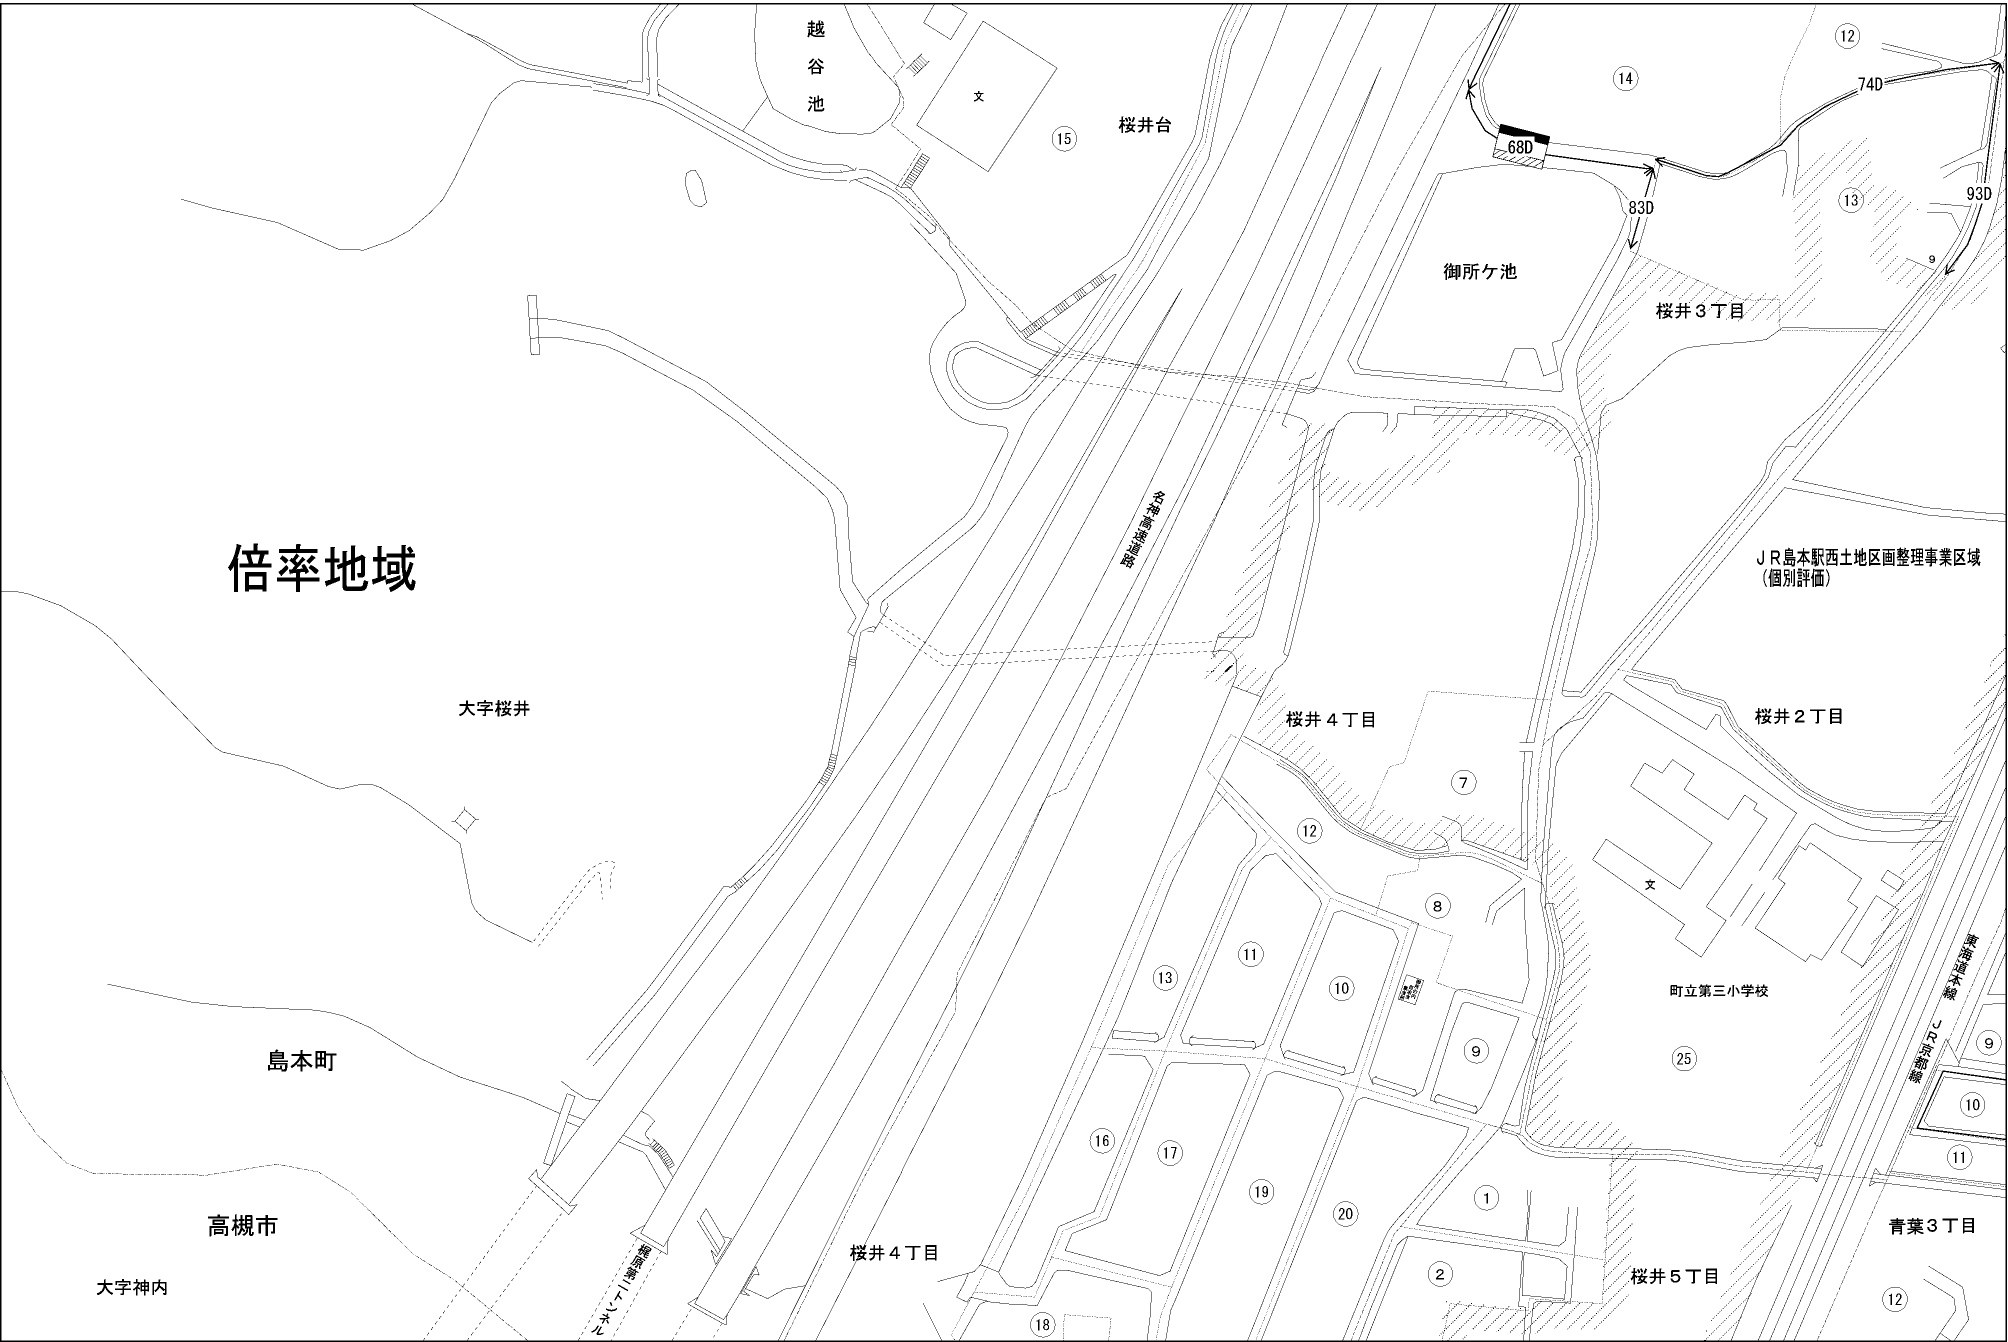 越谷池
文
⑮
桜井台
⑭
⑫
74D
68D
83D
⑬
93D
9
御所ケ池
桜井３丁目
名神高速道路
倍率地域
ＪＲ島本駅西土地区画整理事業区域
（個別評価）
大字桜井
桜井４丁目
桜井２丁目
⑦
⑫
⑧
文
⑪
⑬
⑩
⑨
町立第三小学校
㉕
東海道本線
ＪＲ京都線
⑨
⑩
⑪
島本町
⑯
⑰
⑲
⑳
①
②
高槻市
大字神内
梶原第二トンネル
桜井４丁目
⑱
桜井５丁目
青葉３丁目
⑫